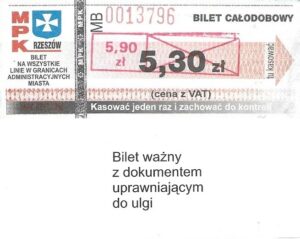 MPK
RZESZÓW
BILET
NA WSZYSTKIE
LINIE W GRANICACH
ADMINISTRACYJNYCH
MIASTA
MPK
MB 0013796
BILET CAŁODOBOWY
5,90
zł
5,30 zł
(cena z VAT)
tu kasować
Kasować jeden raz i zachować do kontroli
Bilet ważny
z dokumentem
uprawniającym
do ulgi